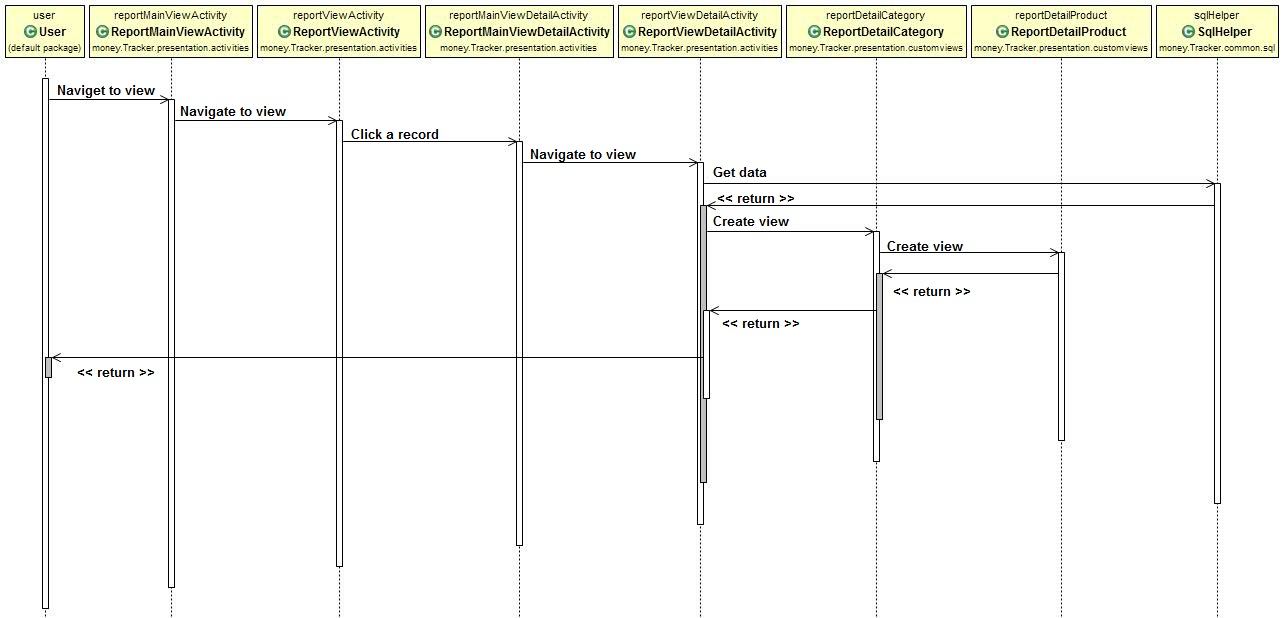 user
C User
(default package)
reportMainViewActivity
C ReportMainViewActivity
money.Tracker.presentation.activities
reportViewActivity
C ReportViewActivity
money.Tracker.presentation.activities
reportMainViewDetailActivity
C ReportMainViewDetailActivity
money.Tracker.presentation.activities
reportViewDetailActivity
C ReportViewDetailActivity
money.Tracker.presentation.activities
reportDetailCategory
C ReportDetailCategory
money.Tracker.presentation.customviews
reportDetailProduct
C ReportDetailProduct
money.Tracker.presentation.customviews
sqlHelper
C SqlHelper
money.Tracker.common.sql
Naviget to view
Navigate to view
Click a record
Navigate to view
Get data
<< return >>
Create view
Create view
<< return >>
<< return >>
<< return >>